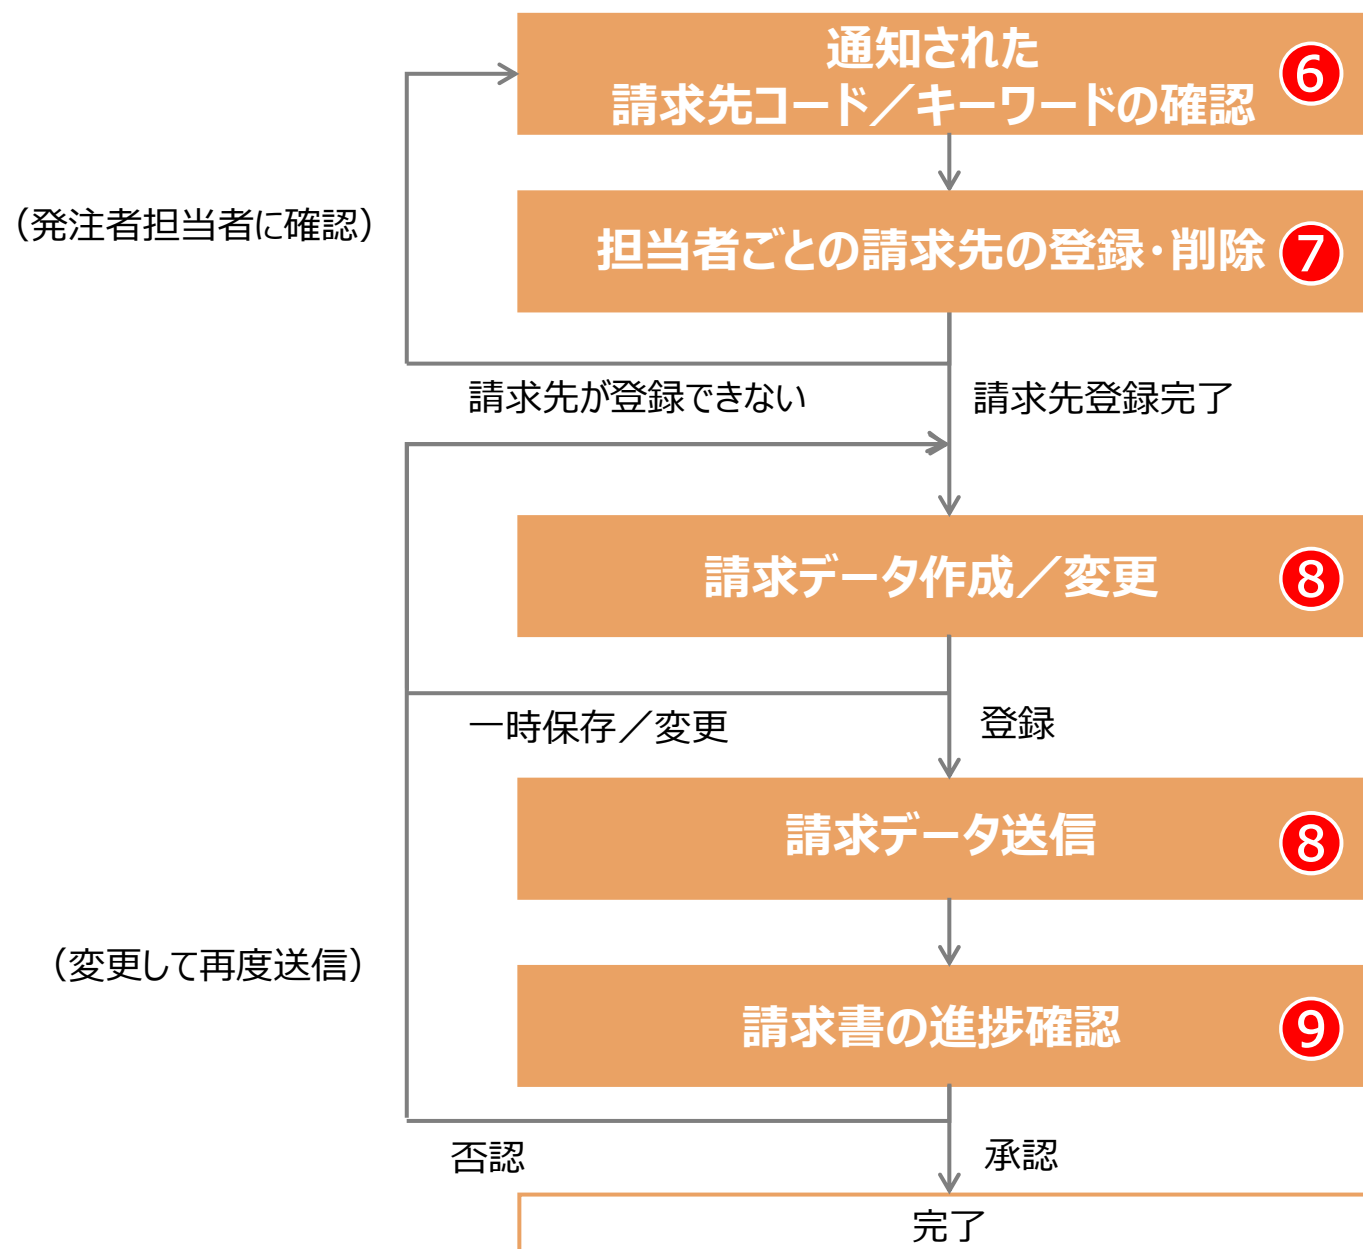 通知された
請求先コード／キーワードの確認
6
（発注者担当者に確認）
担当者ごとの請求先の登録・削除
7
請求先が登録できない
請求先登録完了
請求データ作成／変更
8
一時保存／変更
登録
請求データ送信
8
（変更して再度送信）
請求書の進捗確認
9
否認
承認
完了